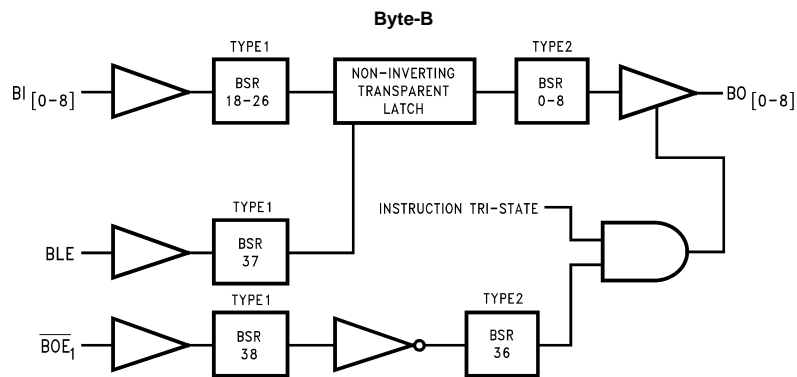 Byte-B
TYPE1
TYPE2
BI [0-8]
BSR
18-26
NON-INVERTING
TRANSPARENT
LATCH
BSR
0-8
BO [0-8]
TYPE1
INSTRUCTION TRI-STATE
BLE
BSR
37
TYPE1
TYPE2
BOE1
BSR
38
BSR
36